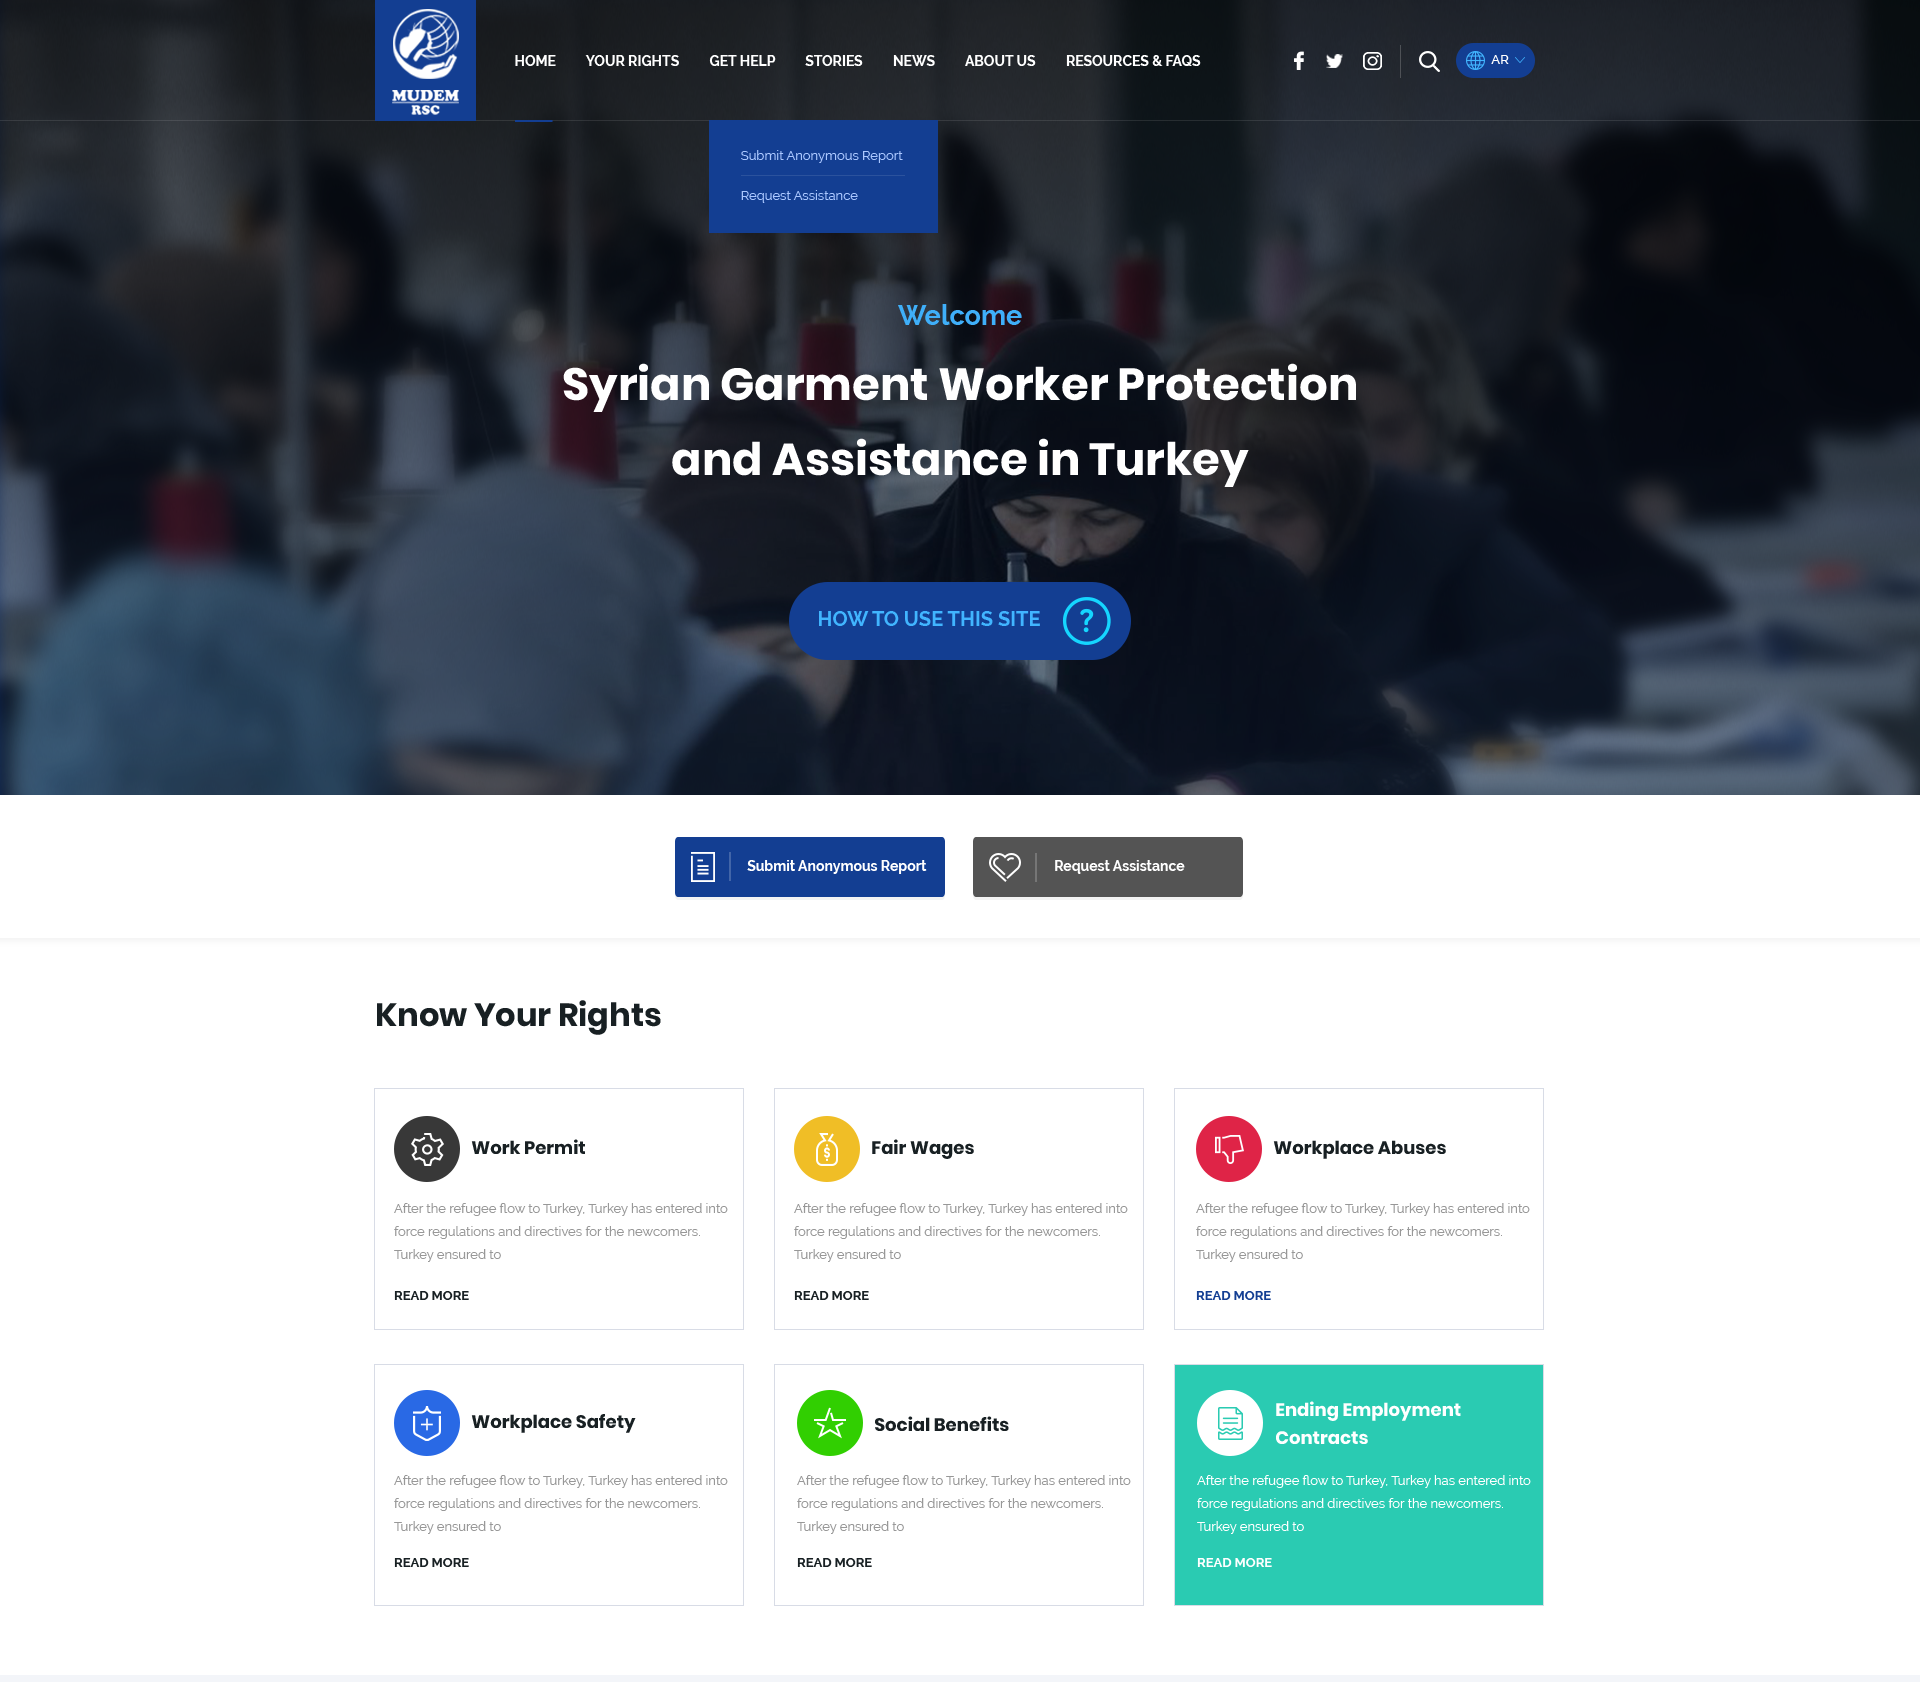 MUDEM
RSC
HOME YOUR RIGHTS GET HELP STORIES NEWS ABOUT US RESOURCES & FAQS AR
Submit Anonymous Report
Request Assistance
Welcome
Syrian Garment Worker Protection
and Assistance in Turkey
HOW TO USE THIS SITE ?
Submit Anonymous Report
Request Assistance
Know Your Rights
Work Permit
After the refugee flow to Turkey, Turkey has entered into
force regulations and directives for the newcomers.
Turkey ensured to
READ MORE
Fair Wages
After the refugee flow to Turkey, Turkey has entered into
force regulations and directives for the newcomers.
Turkey ensured to
READ MORE
Workplace Abuses
After the refugee flow to Turkey, Turkey has entered into
force regulations and directives for the newcomers.
Turkey ensured to
READ MORE
Workplace Safety
After the refugee flow to Turkey, Turkey has entered into
force regulations and directives for the newcomers.
Turkey ensured to
READ MORE
Social Benefits
After the refugee flow to Turkey, Turkey has entered into
force regulations and directives for the newcomers.
Turkey ensured to
READ MORE
Ending Employment
Contracts
After the refugee flow to Turkey, Turkey has entered into
force regulations and directives for the newcomers.
Turkey ensured to
READ MORE